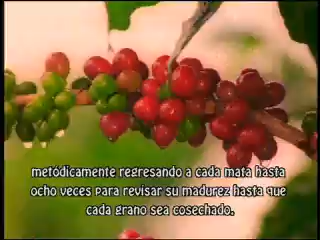 metódicamente regresando a cada mata hasta
ocho veces para revisar su madurez hasta que
cada grano sea cosechado.